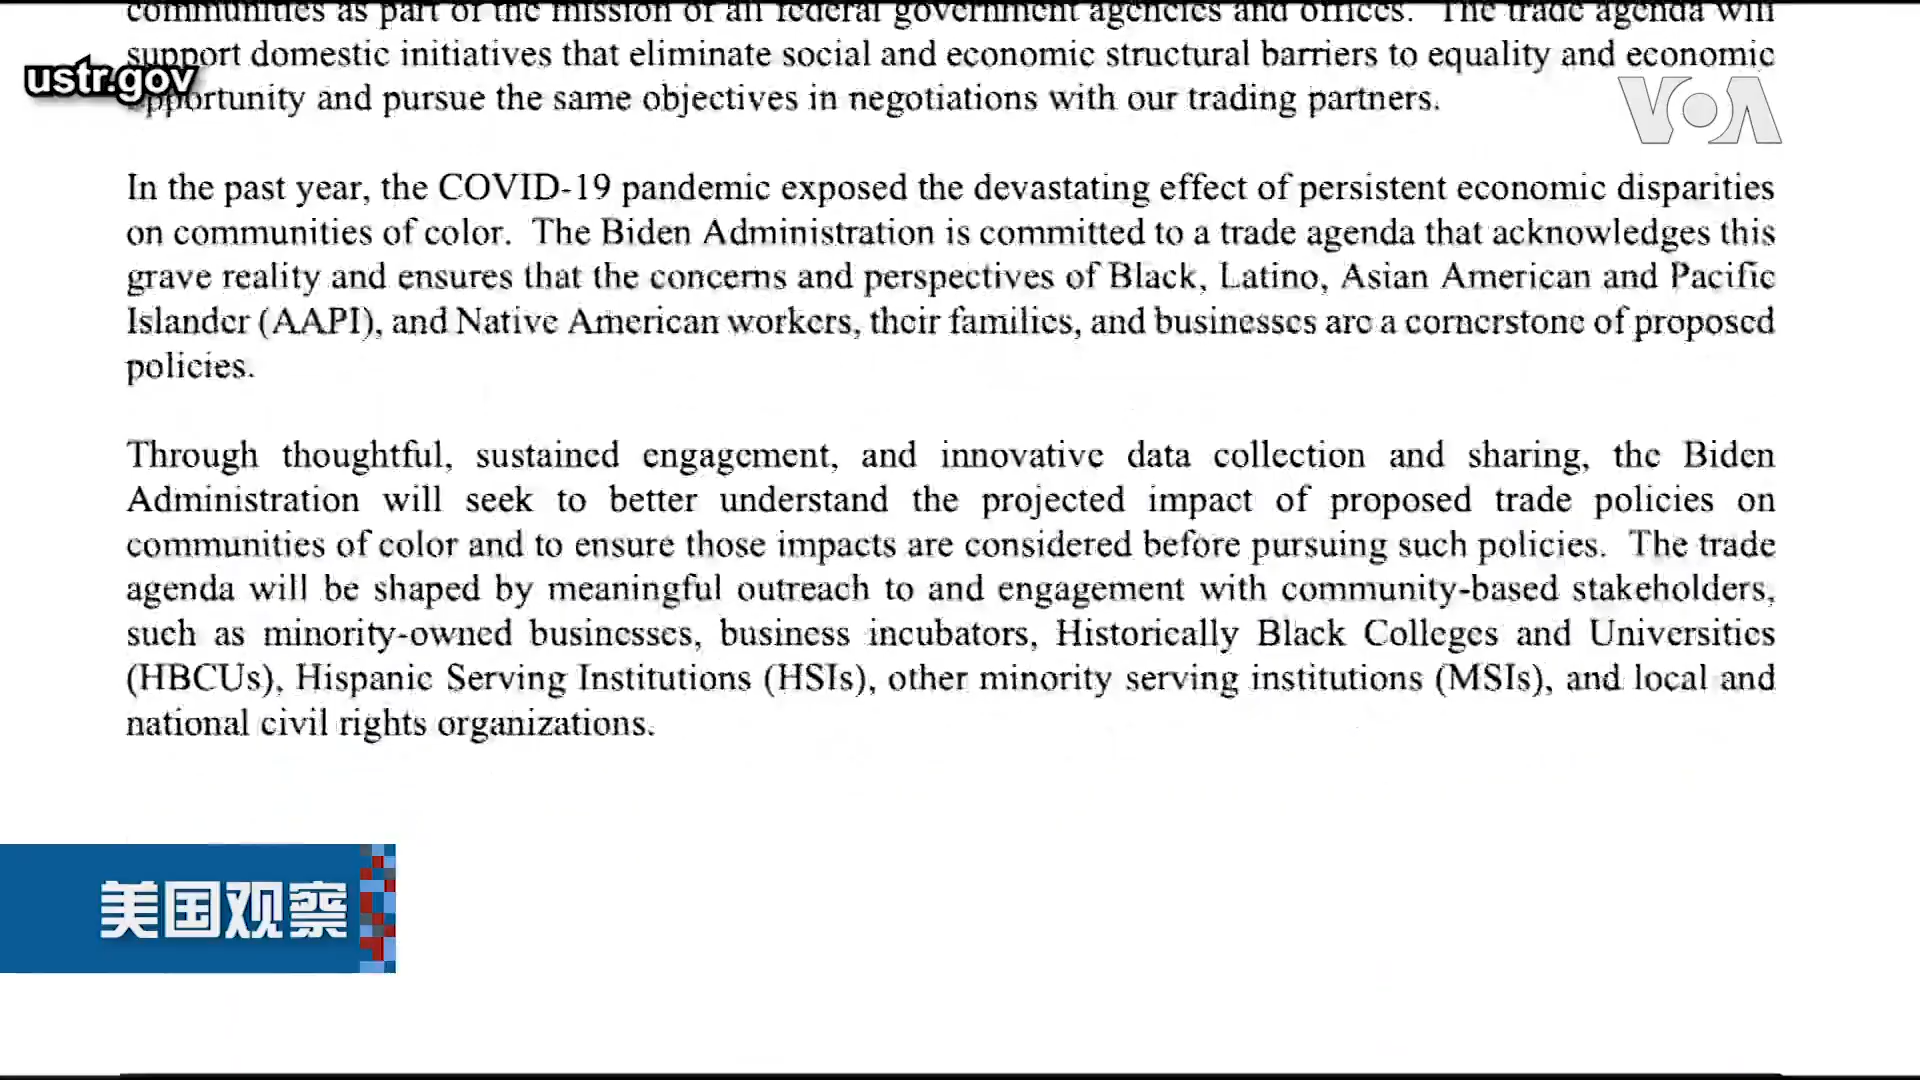 communities as part of the mission of all federal government agencies and offices. The trade agenda will
support domestic initiatives that eliminate social and economic structural barriers to equality and economic
ustr.gov
opportunity and pursue the same objectives in negotiations with our trading partners.
VOA
In the past year, the COVID-19 pandemic exposed the devastating effect of persistent economic disparities
on communities of color. The Biden Administration is committed to a trade agenda that acknowledges this
grave reality and ensures that the concerns and perspectives of Black, Latino, Asian American and Pacific
Islander (AAPI), and Native American workers, their families, and businesses are a cornerstone of proposed
policies.
Through thoughtful, sustained engagement, and innovative data collection and sharing, the Biden
Administration will seek to better understand the projected impact of proposed trade policies on
communities of color and to ensure those impacts are considered before pursuing such policies. The trade
agenda will be shaped by meaningful outreach to and engagement with community-based stakeholders,
such as minority-owned businesses, business incubators, Historically Black Colleges and Universities
(HBCUs), Hispanic Serving Institutions (HSIs), other minority serving institutions (MSIs), and local and
national civil rights organizations.
美国观察